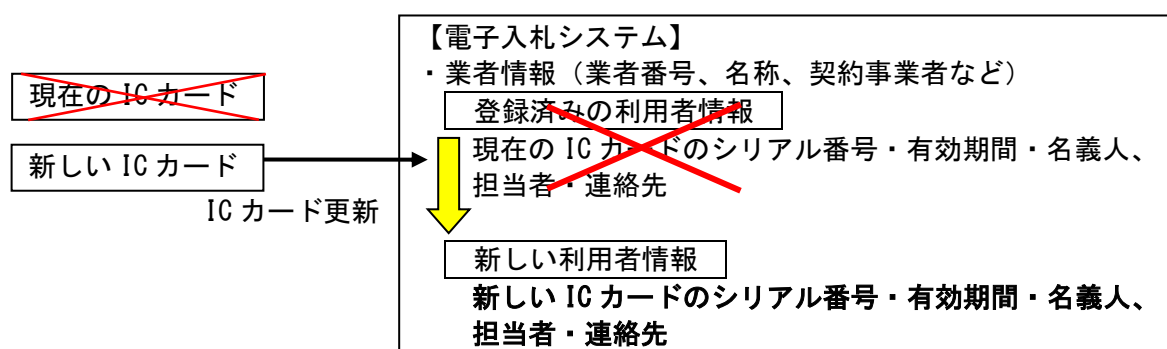 現在の IC カード
新しい IC カード
IC カード更新
【電子入札システム】
・業者情報（業者番号、名称、契約事業者など）
登録済みの利用者情報
現在の IC カードのシリアル番号・有効期間・名義人、
担当者・連絡先
新しい利用者情報
新しい IC カードのシリアル番号・有効期間・名義人、
担当者・連絡先